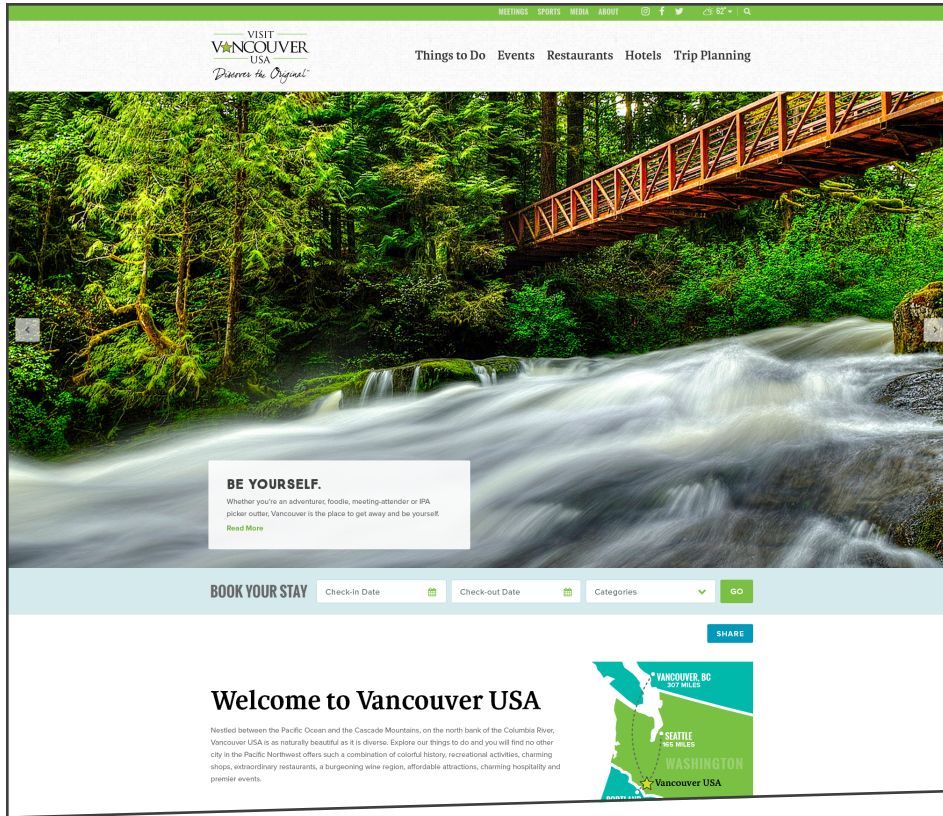 MEETINGS SPORTS MEDIA ABOUT 52°
VISIT
VANCOUVER
USA
Discover the Original
Things to Do Events Restaurants Hotels Trip Planning
BE YOURSELF.
Whether you're an adventurer, foodie, meeting-attender or IPA
picker outter, Vancouver is the place to get away and be yourself.
Read More
BOOK YOUR STAY Check-in Date Check-out Date Categories GO
SHARE
Welcome to Vancouver USA
Nestled between the Pacific Ocean and the Cascade Mountains, on the north bank of the Columbia River,
Vancouver USA is as naturally beautiful as it is diverse. Explore our things to do and you will find no other
city in the Pacific Northwest offers such a combination of colorful history, recreational activities, charming
shops, extraordinary restaurants, a burgeoning wine region, affordable attractions, charming hospitality and
premier events.
VANCOUVER, BC
307 MILES
SEATTLE
165 MILES
WASHINGTON
Vancouver USA
PORTLAND